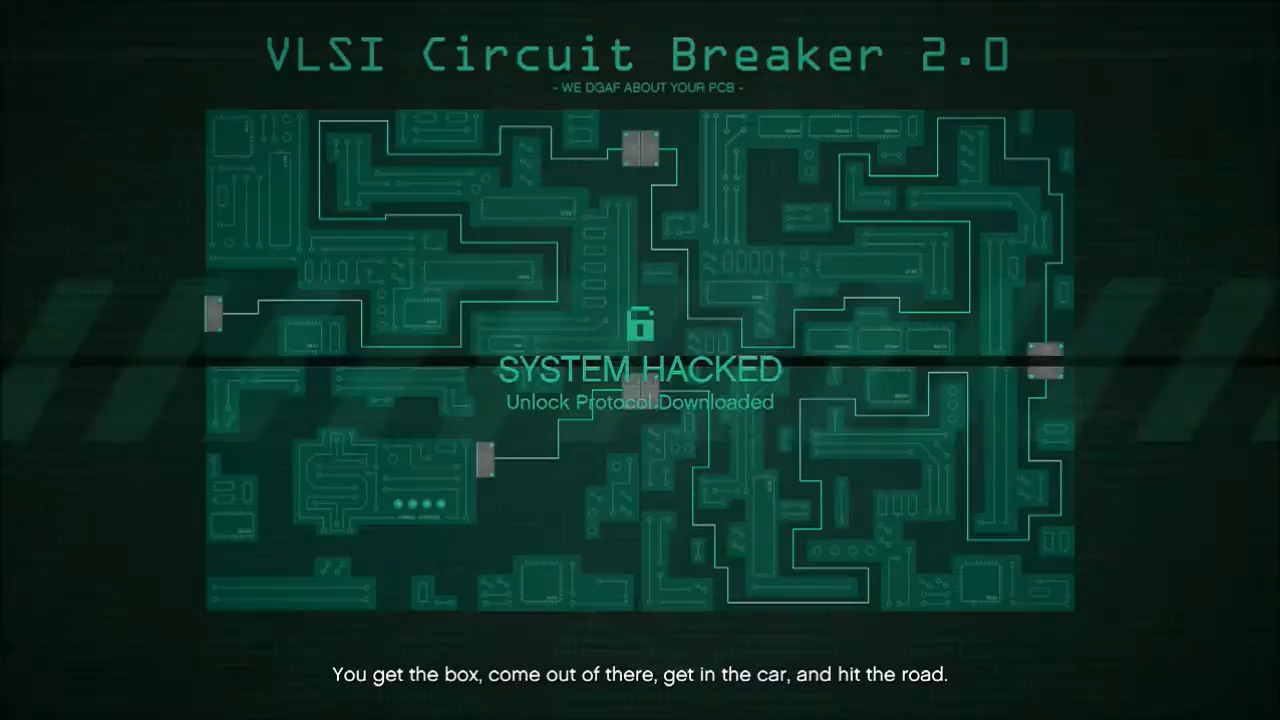 VLSI Circuit Breaker 2.0
- WE DGAF ABOUT YOUR PCB -
SYSTEM HACKED
Unlock Protocol Downloaded
You get the box, come out of there, get in the car, and hit the road.